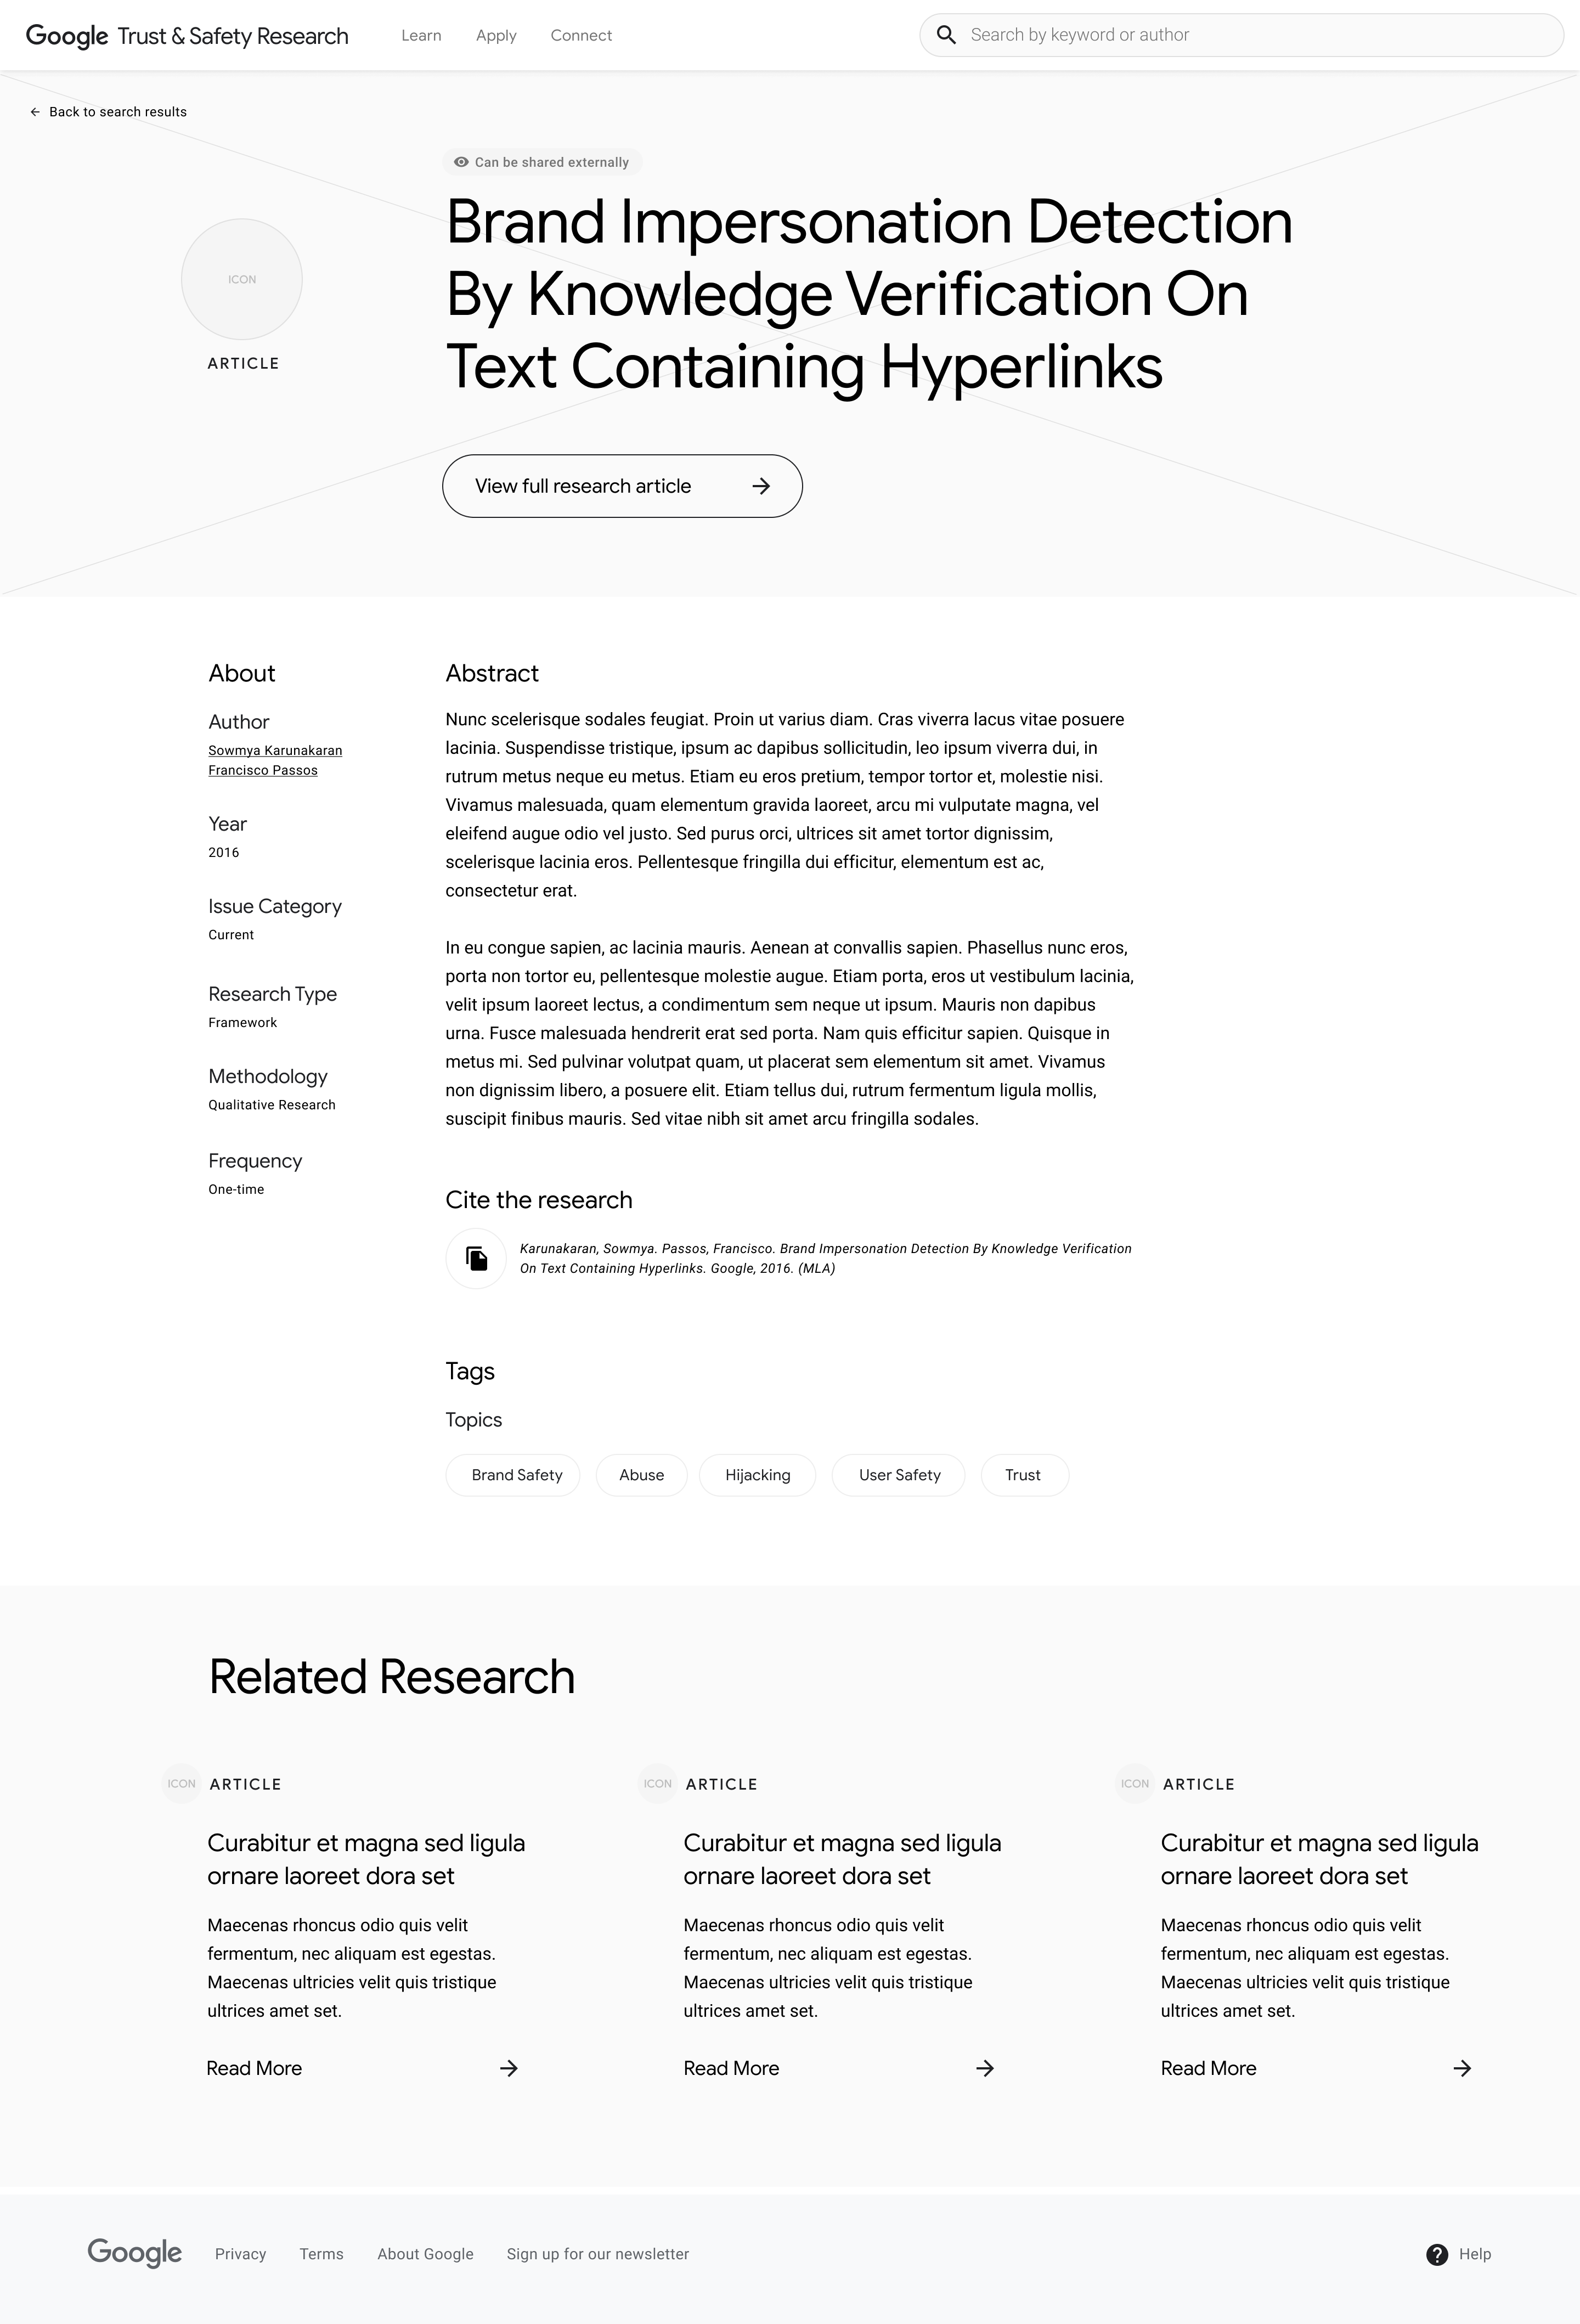 Google Trust & Safety Research
Learn Apply Connect
Search by keyword or author
Back to search results
Can be shared externally
Brand Impersonation Detection
By Knowledge Verification On
Text Containing Hyperlinks
ICON
ARTICLE
View full research article
About
Author
Sowmya Karunakaran
Francisco Passos
Year
2016
Issue Category
Current
Research Type
Framework
Methodology
Qualitative Research
Frequency
One-time
Abstract
Nunc scelerisque sodales feugiat. Proin ut varius diam. Cras viverra lacus vitae posuere
lacinia. Suspendisse tristique, ipsum ac dapibus sollicitudin, leo ipsum viverra dui, in
rutrum metus neque eu metus. Etiam eu eros pretium, tempor tortor et, molestie nisi.
Vivamus malesuada, quam elementum gravida laoreet, arcu mi vulputate magna, vel
eleifend augue odio vel justo. Sed purus orci, ultrices sit amet tortor dignissim,
scelerisque lacinia eros. Pellentesque fringilla dui efficitur, elementum est ac,
consectetur erat.
In eu congue sapien, ac lacinia mauris. Aenean at convallis sapien. Phasellus nunc eros,
porta non tortor eu, pellentesque molestie augue. Etiam porta, eros ut vestibulum lacinia,
velit ipsum laoreet lectus, a condimentum sem neque ut ipsum. Mauris non dapibus
urna. Fusce malesuada hendrerit erat sed porta. Nam quis efficitur sapien. Quisque in
metus mi. Sed pulvinar volutpat quam, ut placerat sem elementum sit amet. Vivamus
non dignissim libero, a posuere elit. Etiam tellus dui, rutrum fermentum ligula mollis,
suscipit finibus mauris. Sed vitae nibh sit amet arcu fringilla sodales.
Cite the research
Karunakaran, Sowmya. Passos, Francisco. Brand Impersonation Detection By Knowledge Verification
On Text Containing Hyperlinks. Google, 2016. (MLA)
Tags
Topics
Brand Safety Abuse Hijacking User Safety Trust
Related Research
ICON ARTICLE
Curabitur et magna sed ligula
ornare laoreet dora set
Maecenas rhoncus odio quis velit
fermentum, nec aliquam est egestas.
Maecenas ultricies velit quis tristique
ultrices amet set.
Read More
ICON ARTICLE
Curabitur et magna sed ligula
ornare laoreet dora set
Maecenas rhoncus odio quis velit
fermentum, nec aliquam est egestas.
Maecenas ultricies velit quis tristique
ultrices amet set.
Read More
ICON ARTICLE
Curabitur et magna sed ligula
ornare laoreet dora set
Maecenas rhoncus odio quis velit
fermentum, nec aliquam est egestas.
Maecenas ultricies velit quis tristique
ultrices amet set.
Read More
Google Privacy Terms About Google Sign up for our newsletter
Help